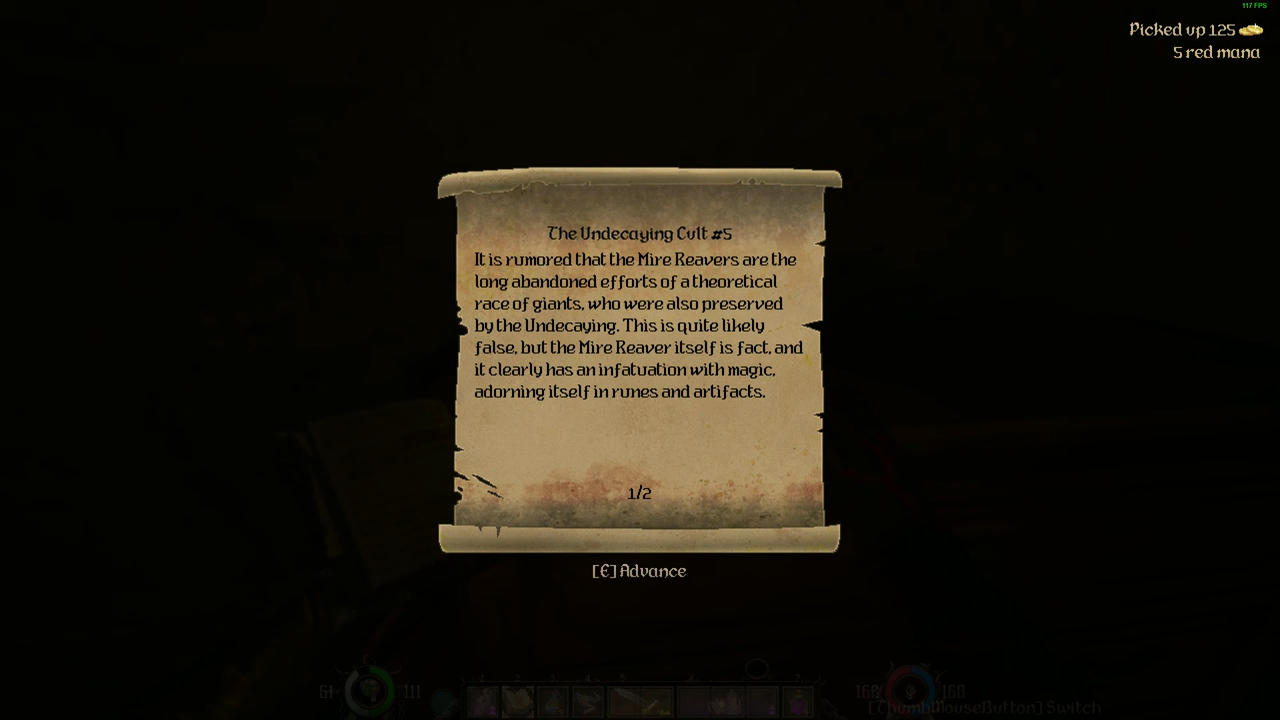 117 FPS
Picked up 125
5 red mana
The Undecaying Cult #5
It is rumored that the Mire Reavers are the
long abandoned efforts of a theoretical
race of giants, who were also preserved
by the Undecaying. This is quite likely
false, but the Mire Reaver itself is fact, and
it clearly has an infatuation with magic,
adorning itself in runes and artifacts.
1/2
[E] Advance
61 111
160
[ThumbMouseButton] Switch